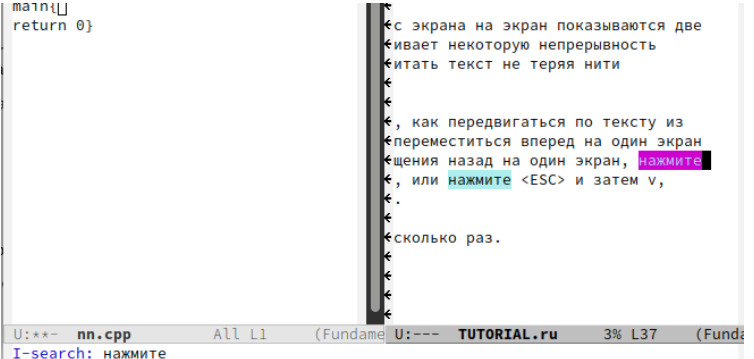 main{
return 0}
с экрана на экран показываются две
ивает некоторую непрерывность
итать текст не теряя нити
, как передвигаться по тексту из
переместиться вперед на один экран
щения назад на один экран, нажмите
, или нажмите <ESC> и затем v,
.
сколько раз.
U:**- nn.cpp All L1 (Fundame
U:--- TUTORIAL.ru 3% L37 (Funda
I-search: нажмите